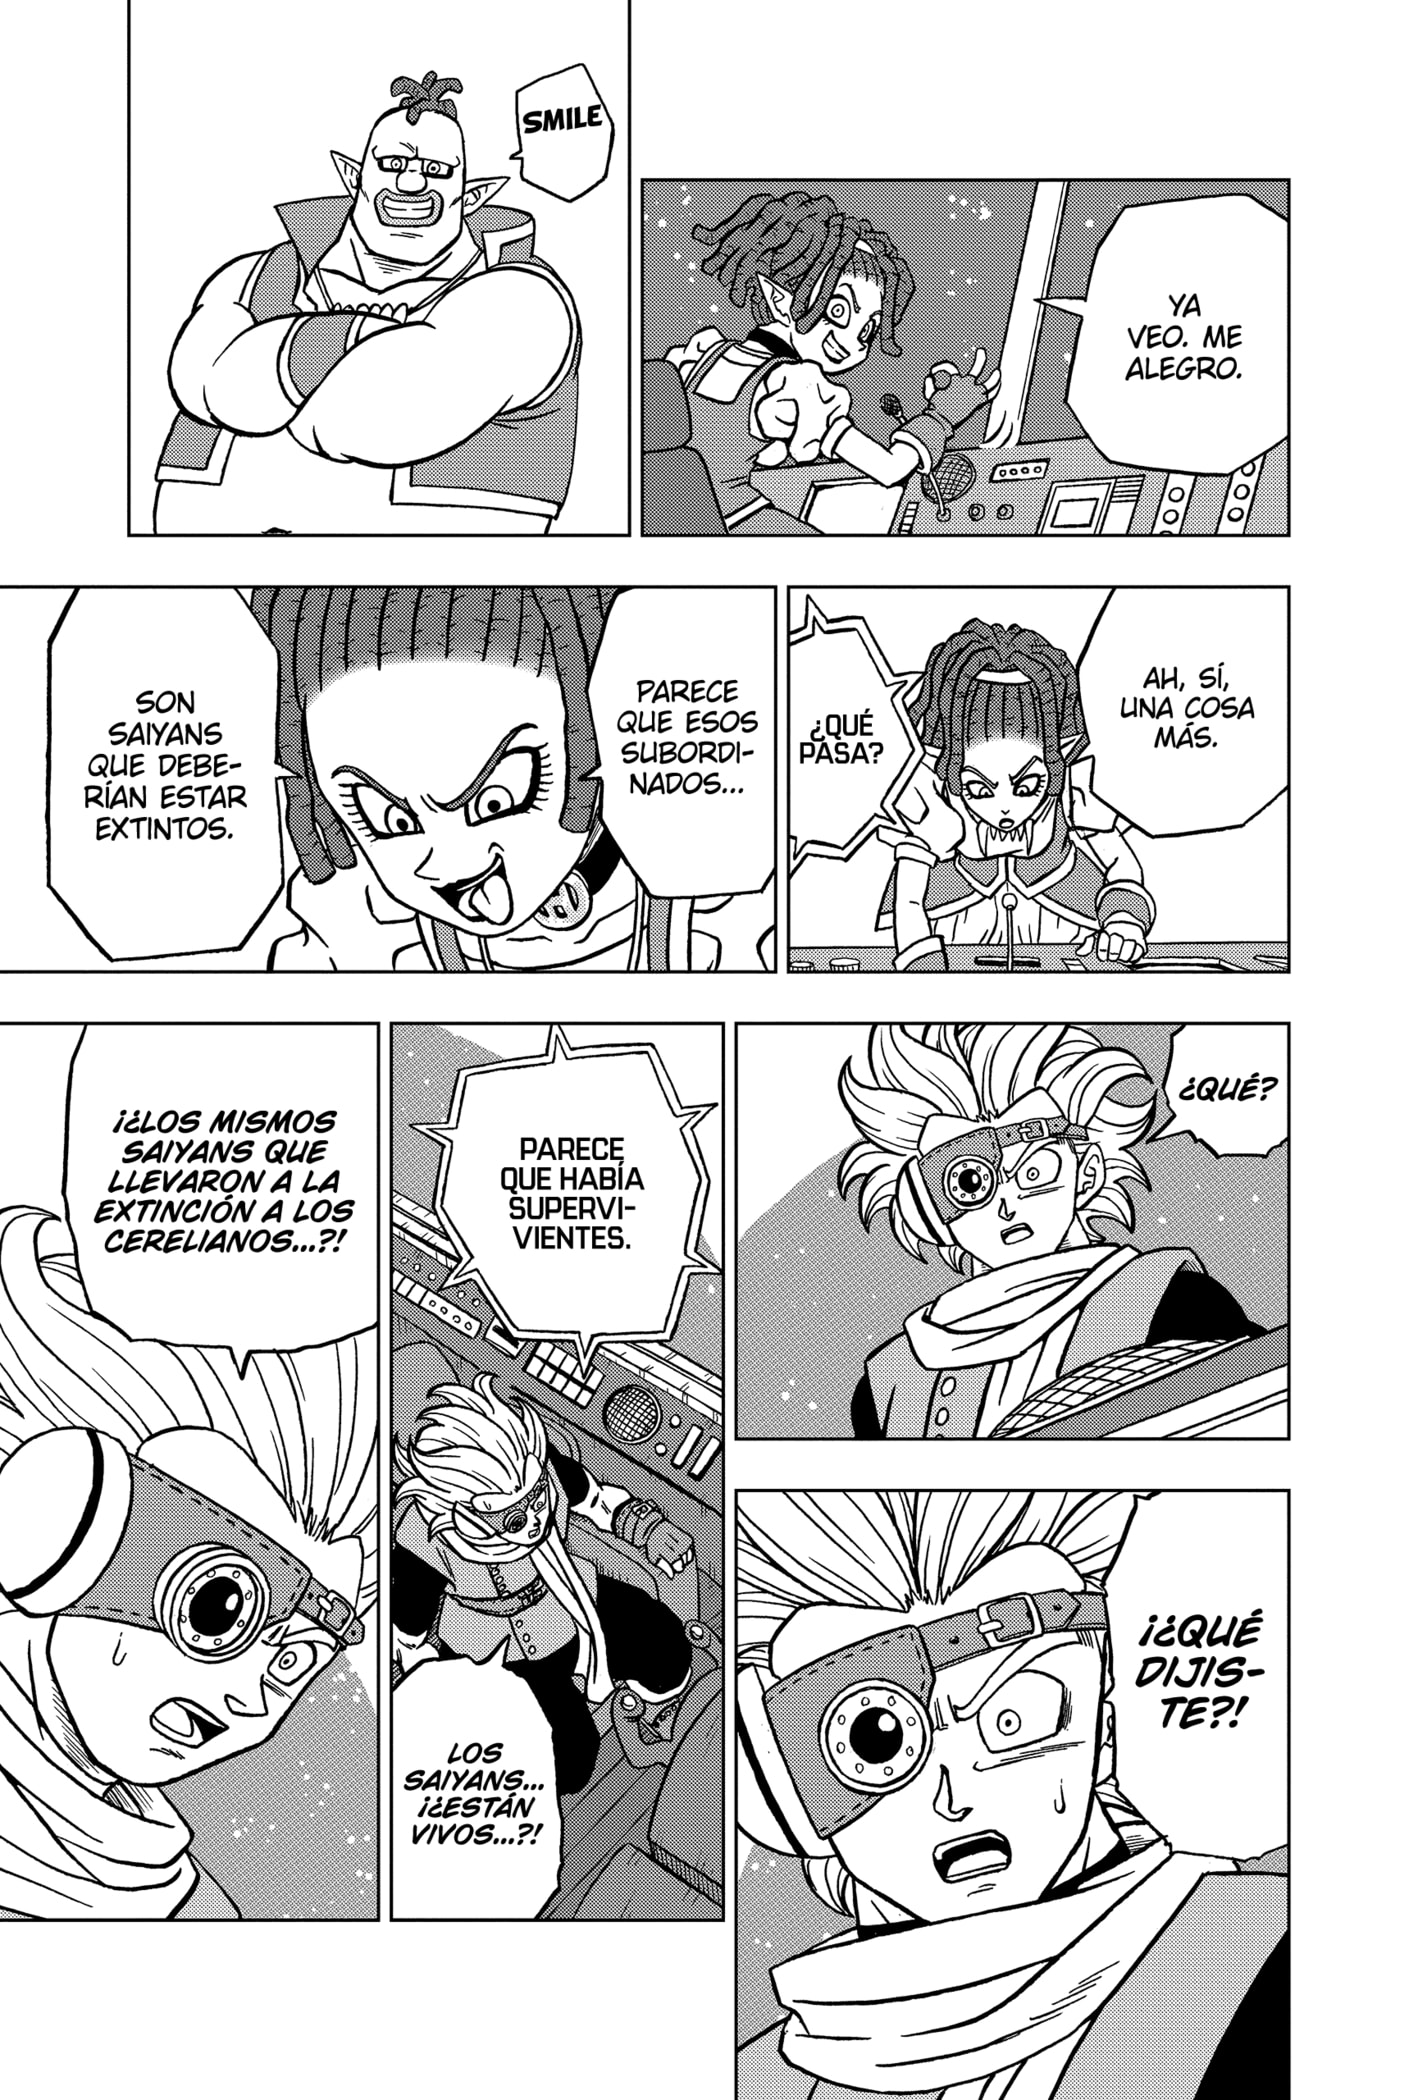 YA
VEO. ME
ALEGRO.
SMILE
AH, SÍ,
UNA COSA
MÁS.
¿QUÉ
PASA?
PARECE
QUE ESOS
SUBORDI-
NADOS...
SON
SAIYANS
QUE DEBE-
RÍAN ESTAR
EXTINTOS.
¿QUÉ?
¡¿QUÉ
DIJIS-
TE?!
PARECE
QUE HABÍA
SUPERVI-
VIENTES.
LOS
SAIYANS...
¡¿ESTÁN
VIVOS...?!
¡¿LOS MISMOS
SAIYANS QUE
LLEVARON A LA
EXTINCIÓN A LOS
CERELIANOS...?!